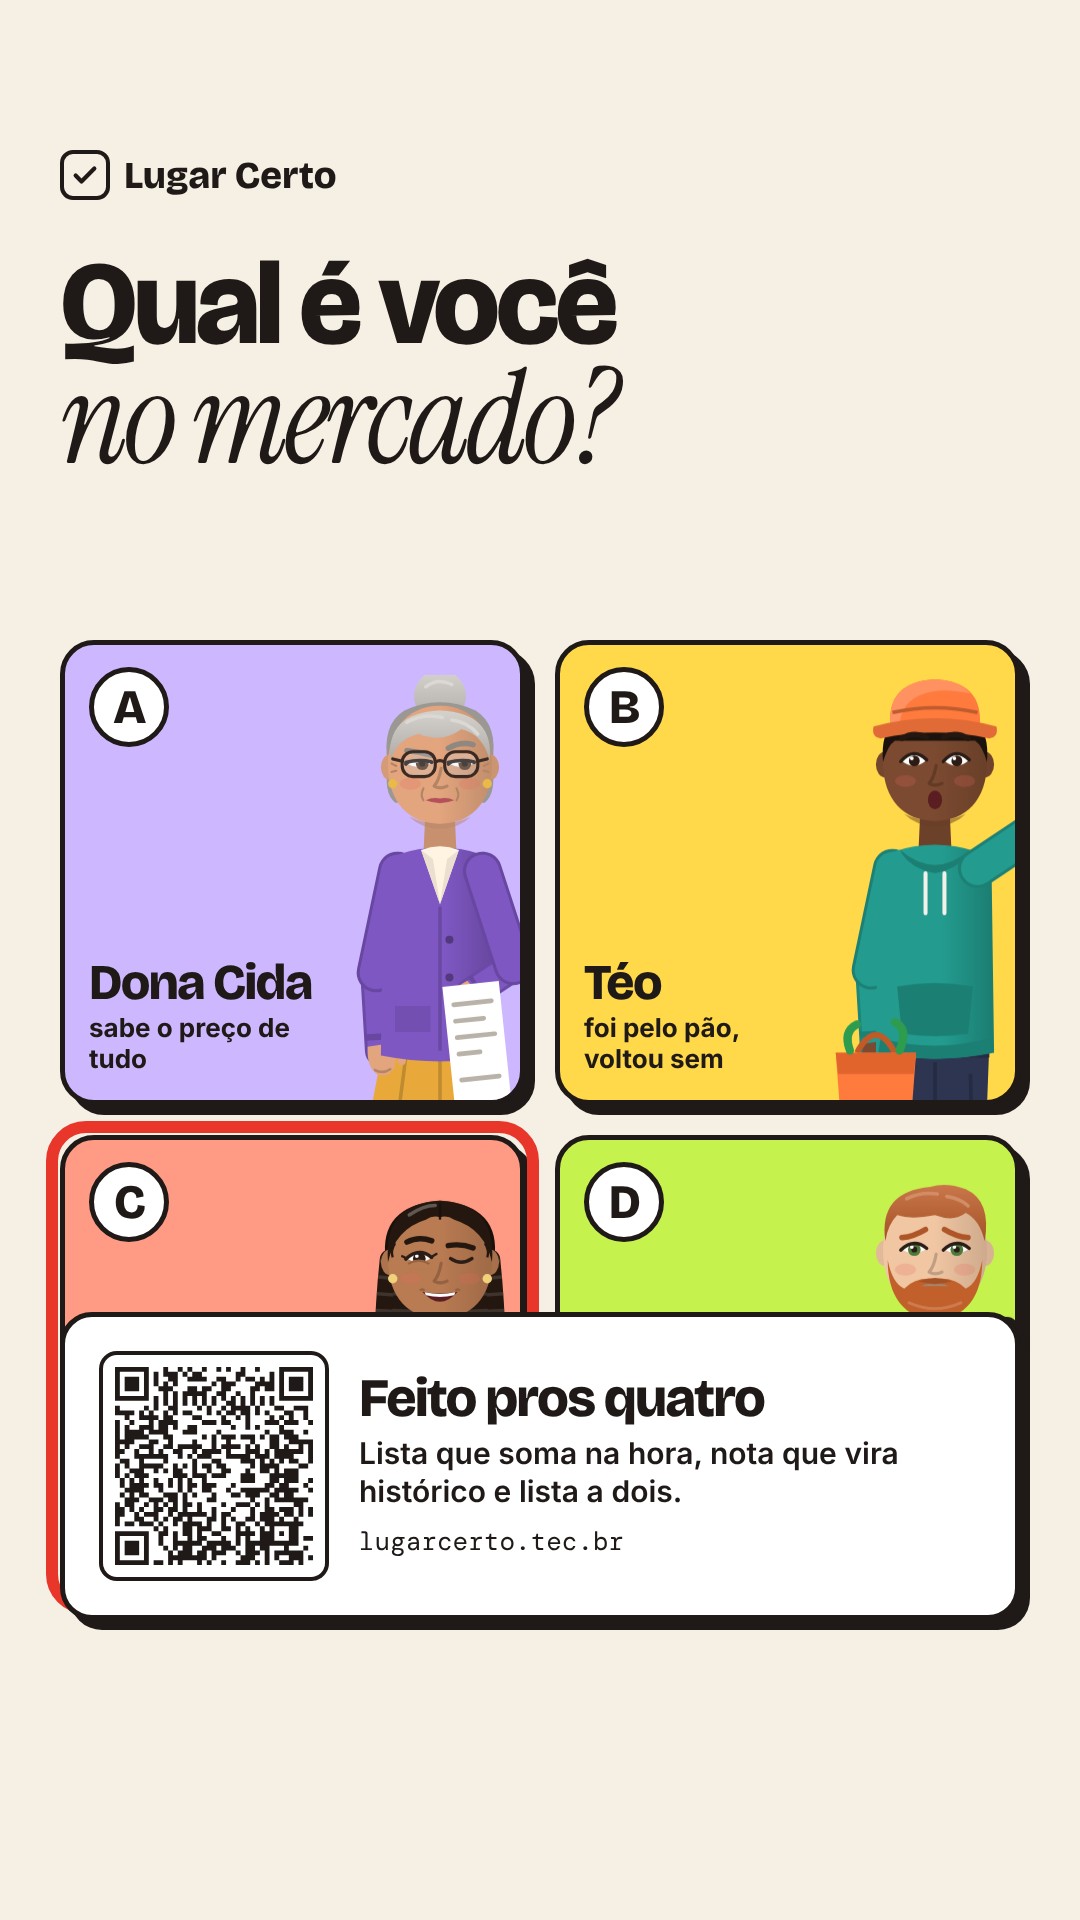 Lugar Certo
Qual é você
no mercado?
A
B
Dona Cida
sabe o preço de
tudo
Téo
foi pelo pão,
voltou sem
C
D
Feito pros quatro
Lista que soma na hora, nota que vira
histórico e lista a dois.
lugarcerto.tec.br